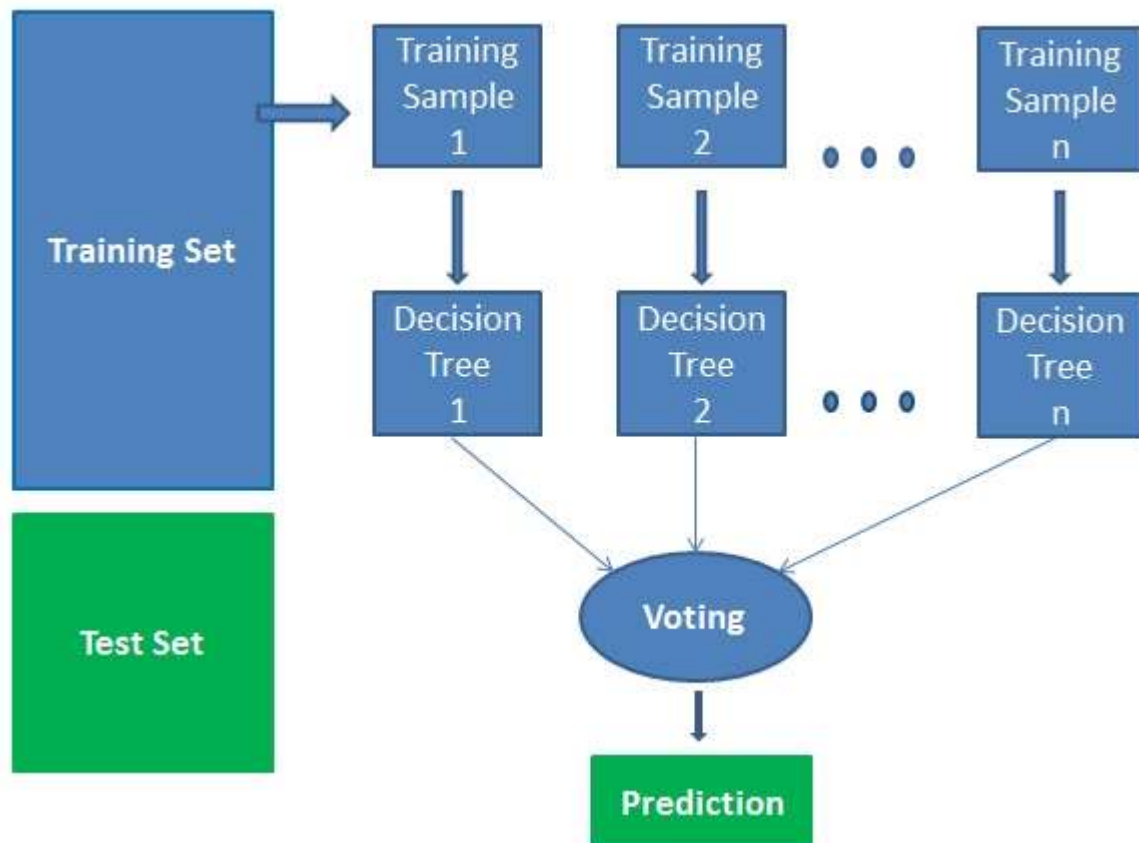 Training
Sample
1
Training
Sample
2
Training
Sample
n
Training Set
Decision
Tree
1
Decision
Tree
2
Decision
Tree
n
Test Set
Voting
Prediction